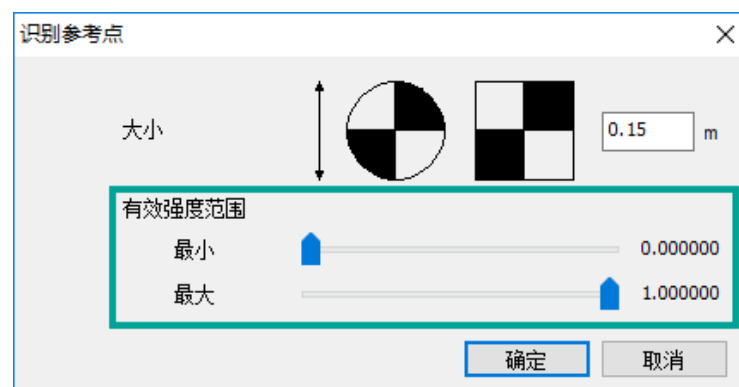 识别参考点
大小
0.15 m
有效强度范围
最小 0.000000
最大 1.000000
确定 取消